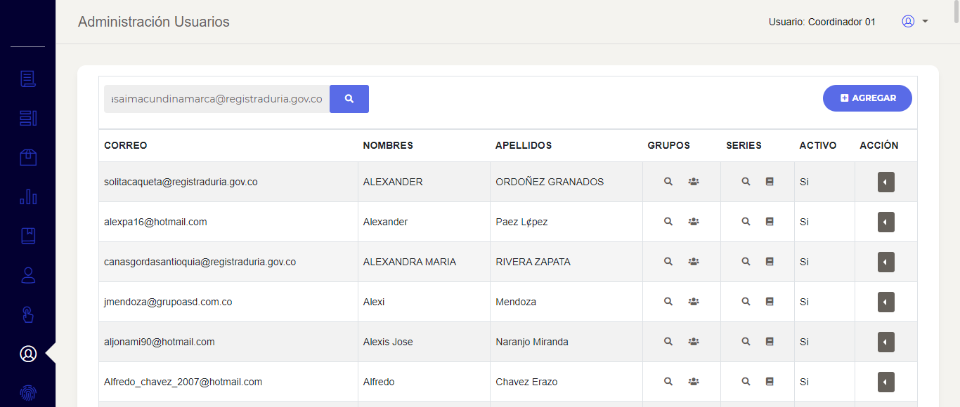 Administración Usuarios
Usuario: Coordinador 01
ısaimacundinamarca@registraduria.gov.co
AGREGAR
CORREO NOMBRES APELLIDOS GRUPOS SERIES ACTIVO ACCIÓN
solitacaqueta@registraduria.gov.co ALEXANDER ORDOÑEZ GRANADOS Si
alexpa16@hotmail.com Alexander Paez L¢pez Si
canasgordasantioquia@registraduria.gov.co ALEXANDRA MARIA RIVERA ZAPATA Si
jmendoza@grupoasd.com.co Alexi Mendoza Si
aljonami90@hotmail.com Alexis Jose Naranjo Miranda Si
Alfredo_chavez_2007@hotmail.com Alfredo Chavez Erazo Si